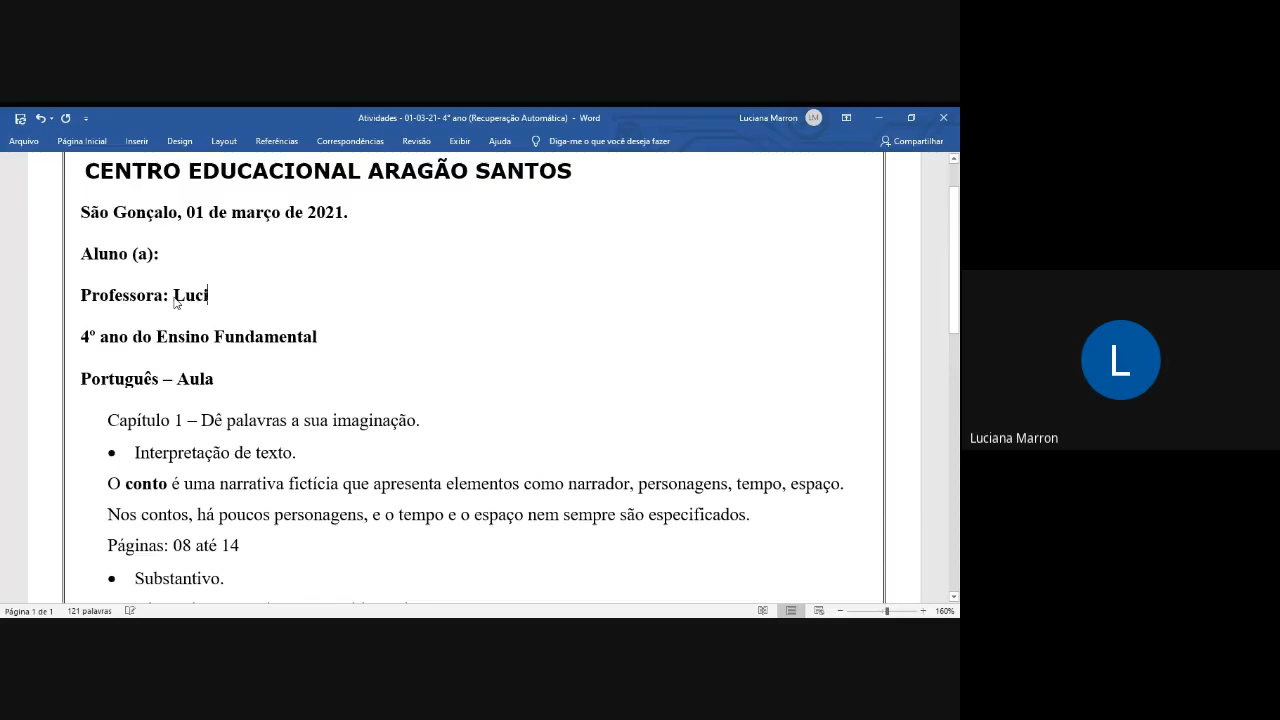 Atividades - 01-03-21- 4° ano (Recuperação Automática) - Word
Luciana Marron
LM
Arquivo Página Inicial Inserir Design Layout Referências Correspondências Revisão Exibir Ajuda Diga-me o que você deseja fazer Compartilhar
CENTRO EDUCACIONAL ARAGÃO SANTOS
São Gonçalo, 01 de março de 2021.
Aluno (a):
Professora: Luci
4º ano do Ensino Fundamental
Português – Aula
Capítulo 1 – Dê palavras a sua imaginação.
• Interpretação de texto.
O conto é uma narrativa fictícia que apresenta elementos como narrador, personagens, tempo, espaço.
Nos contos, há poucos personagens, e o tempo e o espaço nem sempre são especificados.
Páginas: 08 até 14
• Substantivo.
Página 1 de 1 121 palavras 160%
L
Luciana Marron